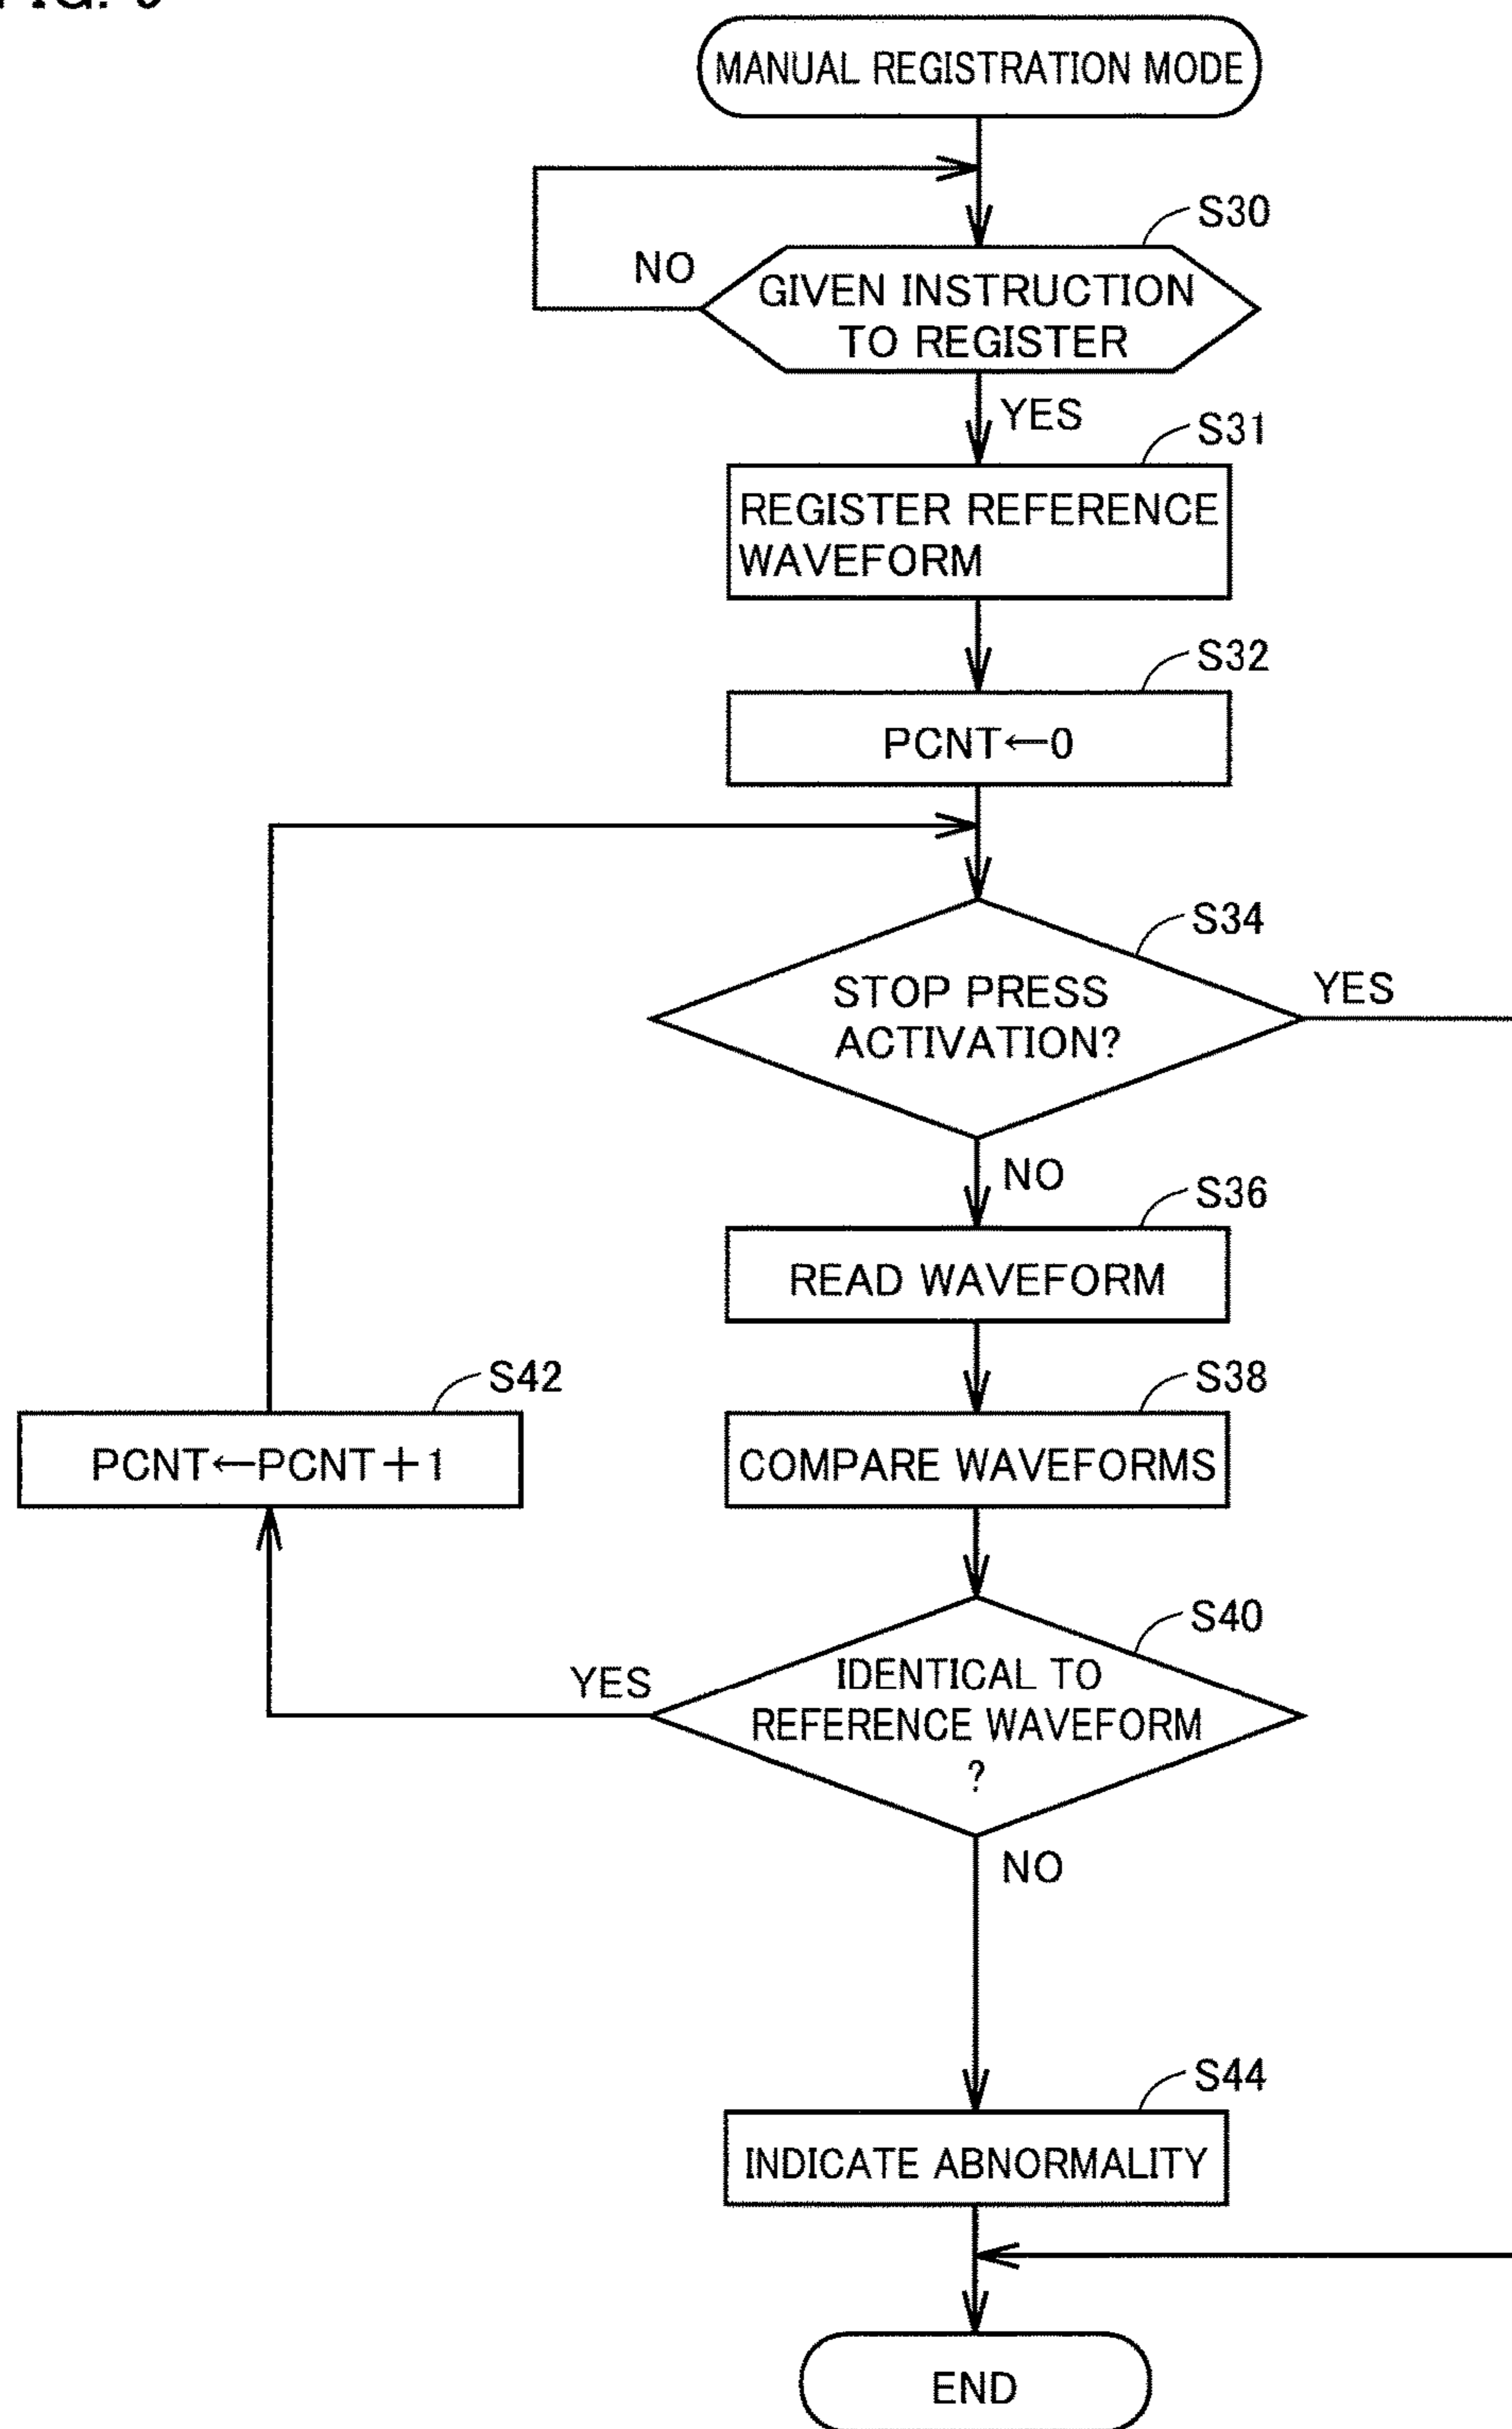 MANUAL REGISTRATION MODE
S30
NO
GIVEN INSTRUCTION
TO REGISTER
YES
S31
REGISTER REFERENCE
WAVEFORM
S32
PCNT←0
S34
STOP PRESS
ACTIVATION?
YES
NO
S36
READ WAVEFORM
S42
S38
PCNT←PCNT+1
COMPARE WAVEFORMS
S40
YES
IDENTICAL TO
REFERENCE WAVEFORM
?
NO
S44
INDICATE ABNORMALITY
END